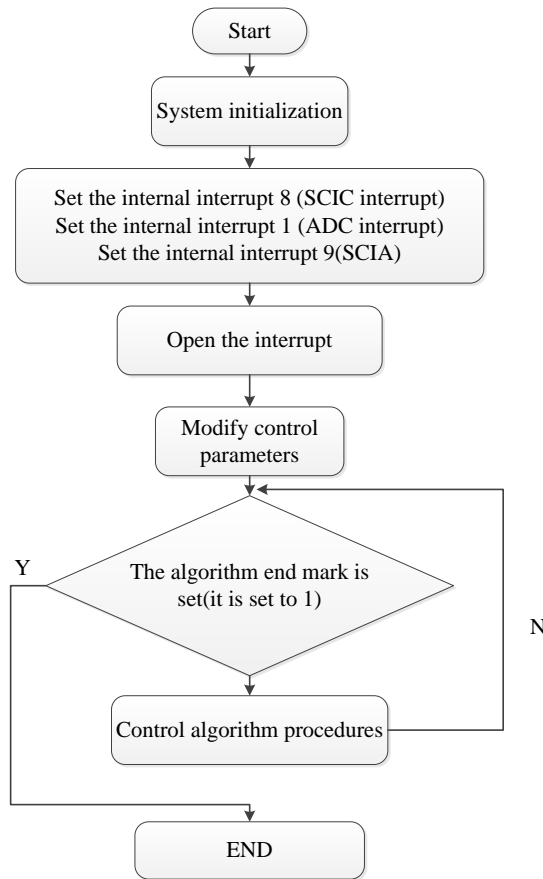 Start
System initialization
Set the internal interrupt 8 (SCIC interrupt)
Set the internal interrupt 1 (ADC interrupt)
Set the internal interrupt 9(SCIA)
Open the interrupt
Modify control
parameters
Y
The algorithm end mark is
set(it is set to 1)
N
Control algorithm procedures
END